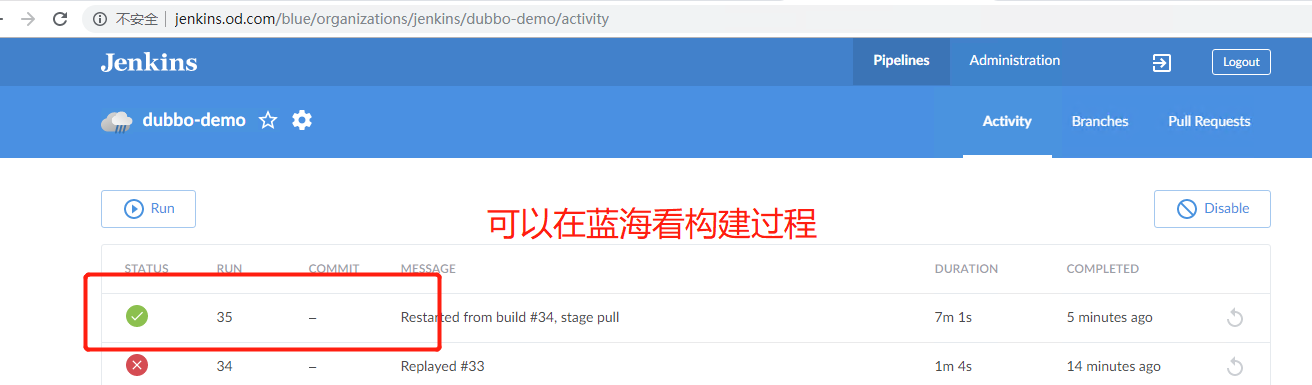 不安全 | jenkins.od.com/blue/organizations/jenkins/dubbo-demo/activity
Jenkins Pipelines Administration Logout
dubbo-demo Activity Branches Pull Requests
Run Disable
可以在蓝海看构建过程
STATUS RUN COMMIT MESSAGE DURATION COMPLETED
35 – Restarted from build #34, stage pull 7m 1s 5 minutes ago
34 – Replayed #33 1m 4s 14 minutes ago